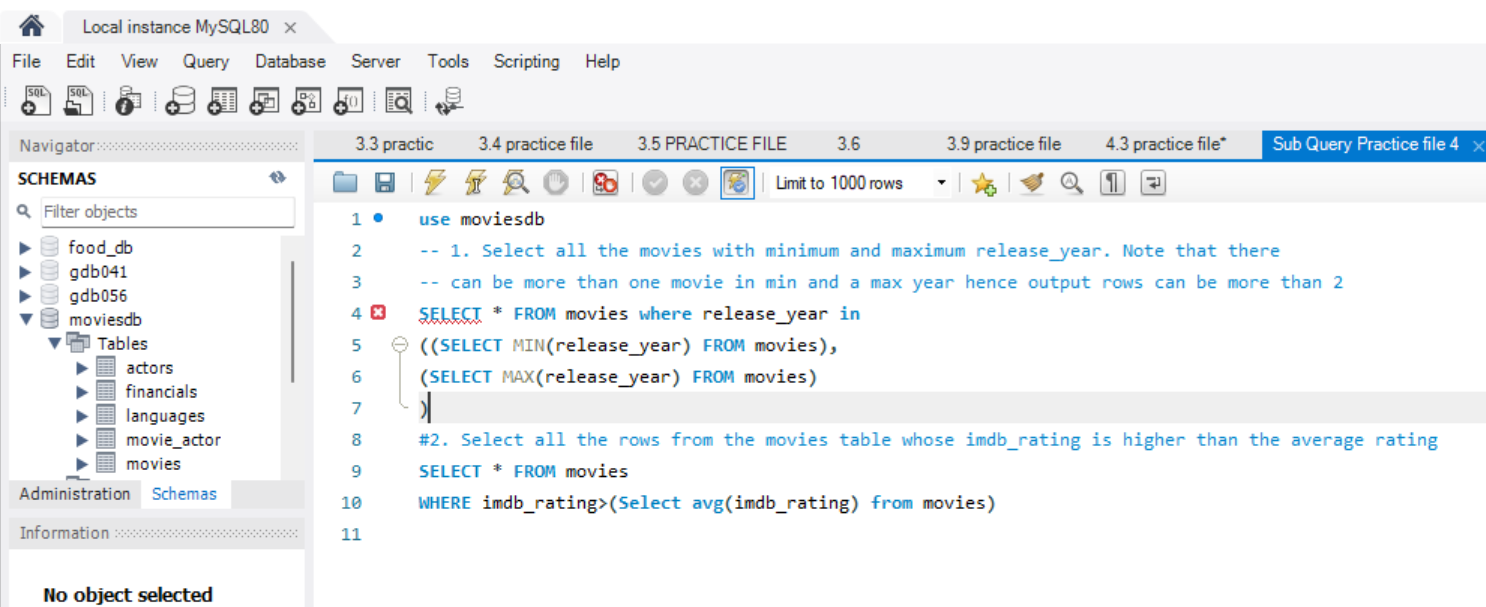 Local instance MySQL80 ×
File Edit View Query Database Server Tools Scripting Help
SQL SQL
Navigator
3.3 practic 3.4 practice file 3.5 PRACTICE FILE 3.6 3.9 practice file 4.3 practice file* Sub Query Practice file 4 ×
SCHEMAS
Limit to 1000 rows
Filter objects
food_db
gdb041
gdb056
moviesdb
Tables
actors
financials
languages
movie_actor
movies
Administration Schemas
Information
No object selected
1 use moviesdb
2 -- 1. Select all the movies with minimum and maximum release_year. Note that there
3 -- can be more than one movie in min and a max year hence output rows can be more than 2
4 SELECT * FROM movies where release_year in
5 ((SELECT MIN(release_year) FROM movies),
6 (SELECT MAX(release_year) FROM movies)
7 )
8 #2. Select all the rows from the movies table whose imdb_rating is higher than the average rating
9 SELECT * FROM movies
10 WHERE imdb_rating>(Select avg(imdb_rating) from movies)
11